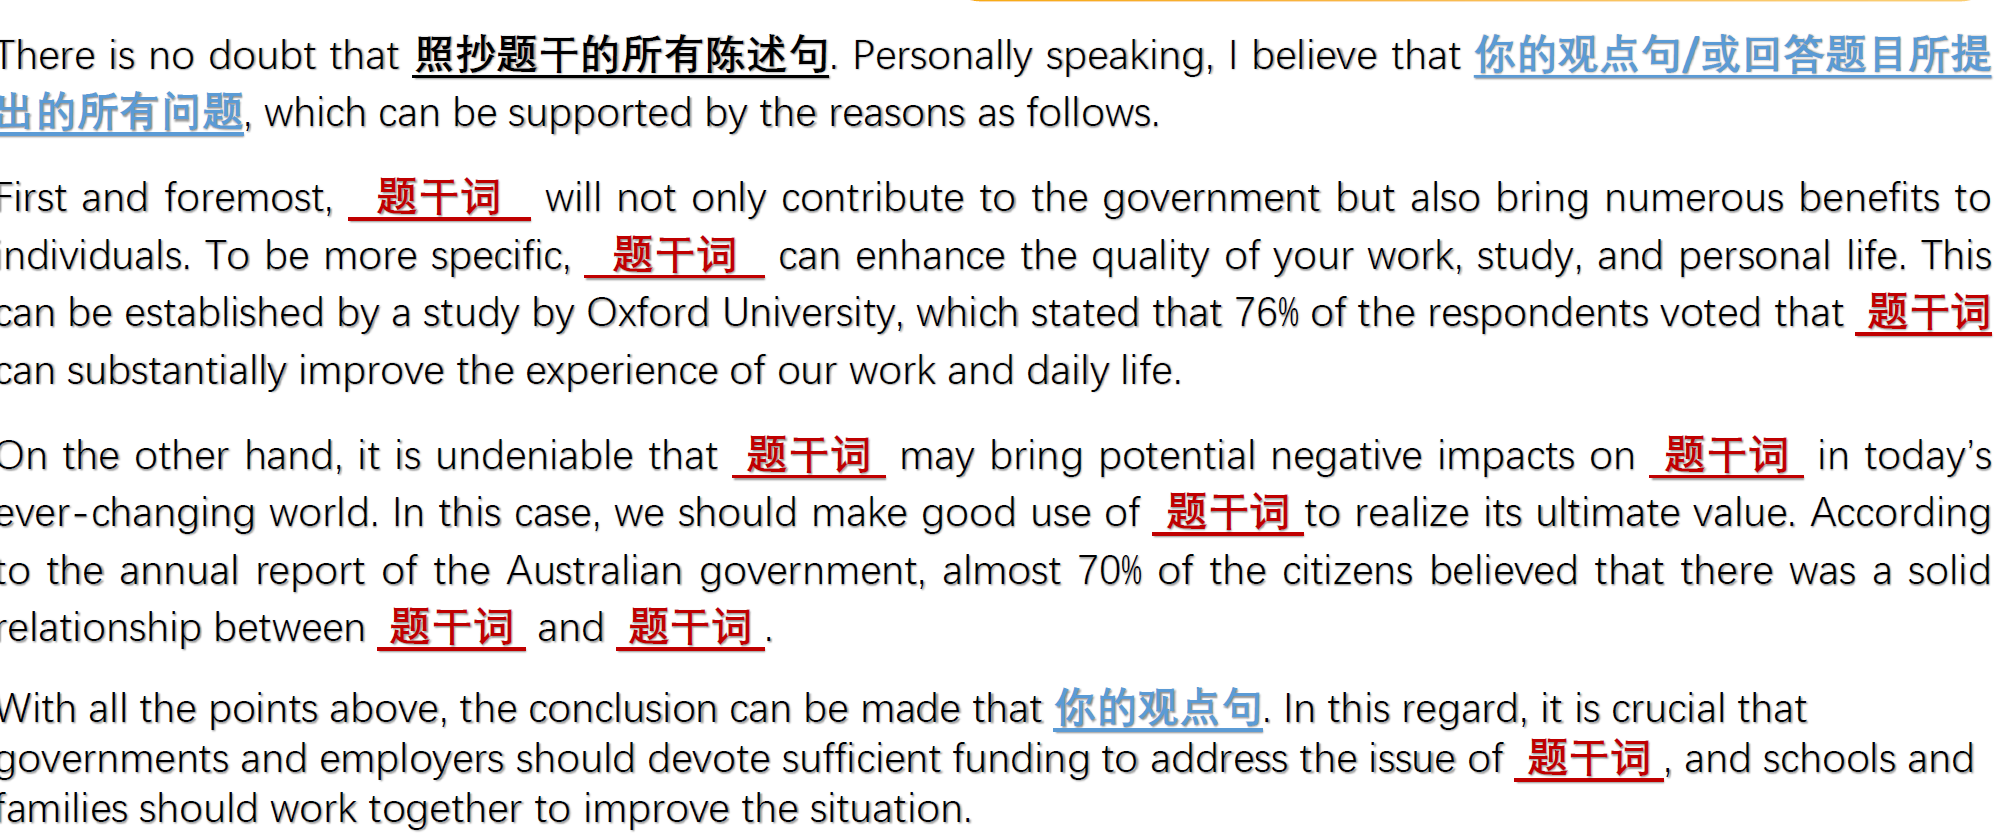 There is no doubt that 照抄题干的所有陈述句. Personally speaking, I believe that 你的观点句/或回答题目所提
出的所有问题, which can be supported by the reasons as follows.
First and foremost, 题干词 will not only contribute to the government but also bring numerous benefits to
individuals. To be more specific, 题干词 can enhance the quality of your work, study, and personal life. This
can be established by a study by Oxford University, which stated that 76% of the respondents voted that 题干词
can substantially improve the experience of our work and daily life.
On the other hand, it is undeniable that 题干词 may bring potential negative impacts on 题干词 in today’s
ever-changing world. In this case, we should make good use of 题干词 to realize its ultimate value. According
to the annual report of the Australian government, almost 70% of the citizens believed that there was a solid
relationship between 题干词 and 题干词.
With all the points above, the conclusion can be made that 你的观点句. In this regard, it is crucial that
governments and employers should devote sufficient funding to address the issue of 题干词, and schools and
families should work together to improve the situation.